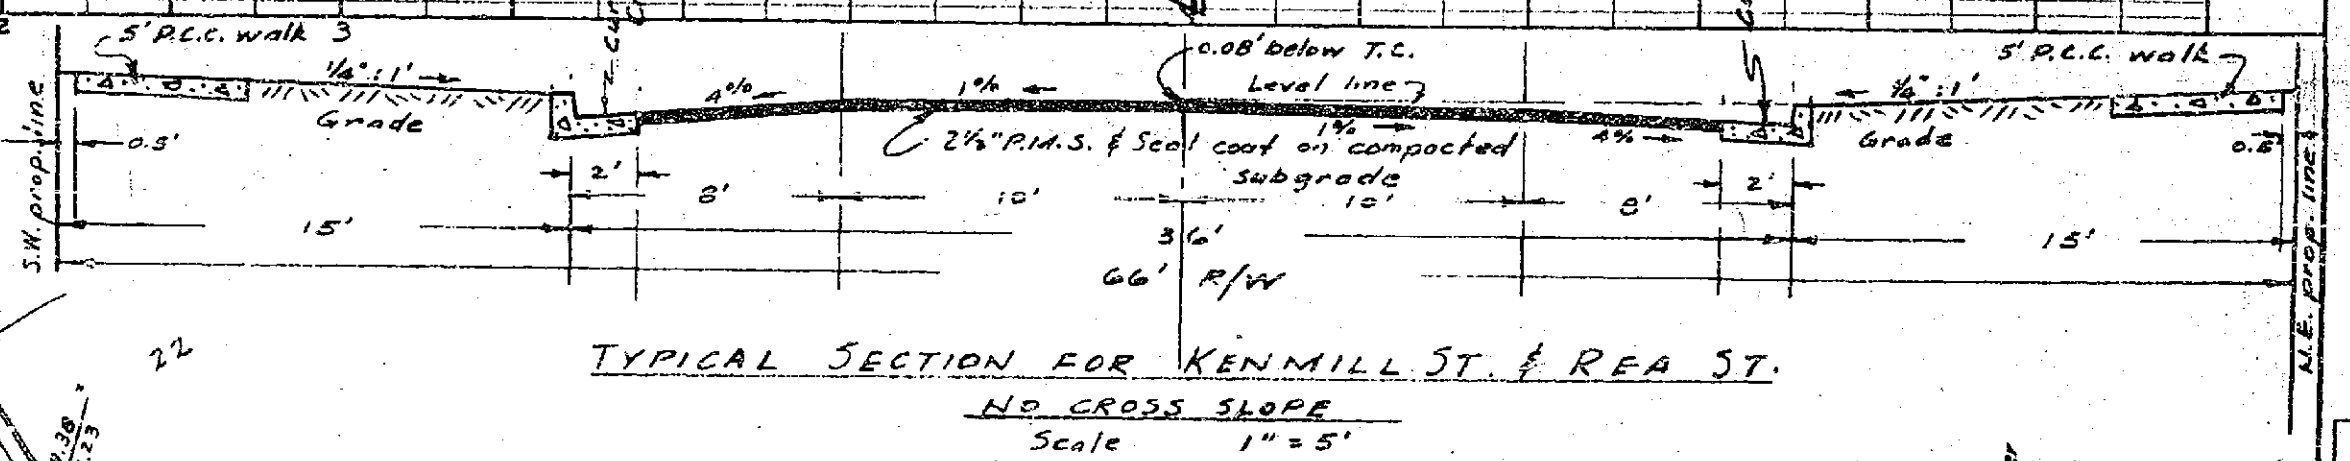 5' P.C.C. walk 3
1/4" : 1'
4%
1%
0.08' below T.C.
Level line
5' P.C.C. walk
1/4" : 1'
Grade
2 1/2" P.M.S. & Seal coat on compacted
subgrade
1%
4%
Grade
S.W. prop. line
0.5'
2'
8'
10'
10'
8'
2'
15'
36'
15'
66' R/W
N.E. prop. line
22
TYPICAL SECTION FOR KENMILL ST. & REA ST.
NO CROSS SLOPE
Scale 1" = 5'